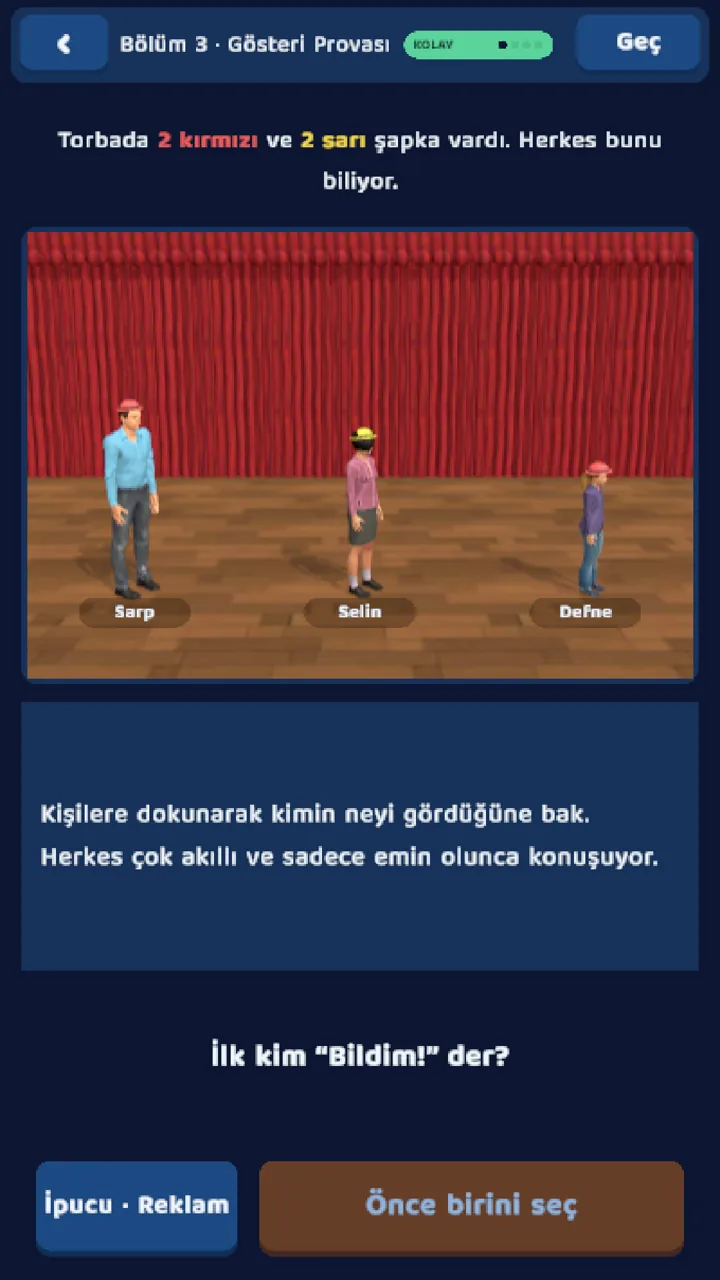 Bölüm 3 · Gösteri Provası
KOLAY
Geç
Torbada 2 kırmızı ve 2 sarı şapka vardı. Herkes bunu
biliyor.
Sarp
Selin
Defne
Kişilere dokunarak kimin neyi gördüğüne bak.
Herkes çok akıllı ve sadece emin olunca konuşuyor.
İlk kim “Bildim!” der?
İpucu · Reklam
Önce birini seç